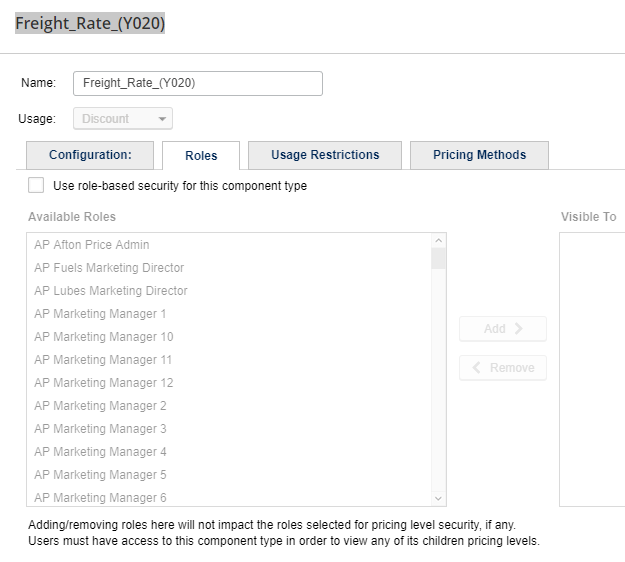 Freight_Rate_(Y020)
Name: Freight_Rate_(Y020)
Usage: Discount
Configuration: Roles Usage Restrictions Pricing Methods
Use role-based security for this component type
Available Roles Visible To
AP Afton Price Admin
AP Fuels Marketing Director
AP Lubes Marketing Director
AP Marketing Manager 1
AP Marketing Manager 10
AP Marketing Manager 11
AP Marketing Manager 12
AP Marketing Manager 2
AP Marketing Manager 3
AP Marketing Manager 4
AP Marketing Manager 5
AP Marketing Manager 6
Add
Remove
Adding/removing roles here will not impact the roles selected for pricing level security, if any.
Users must have access to this component type in order to view any of its children pricing levels.